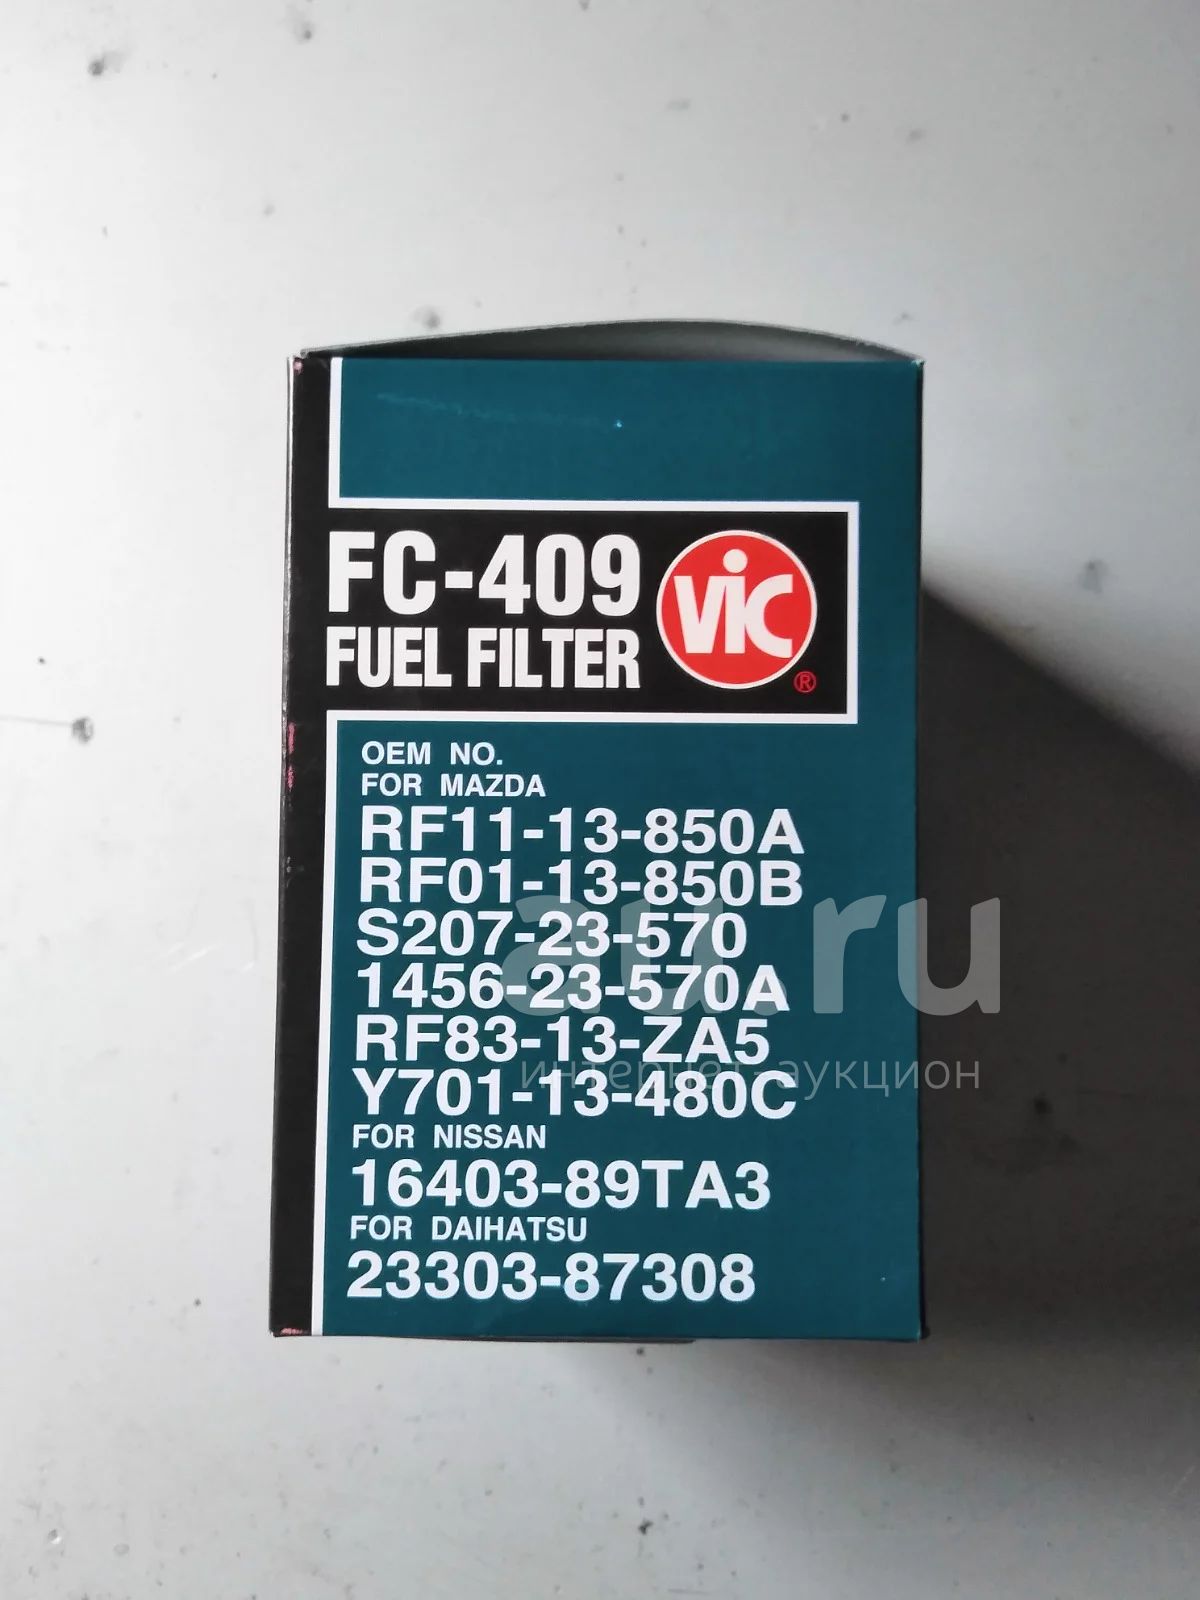 FC-409
FUEL FILTER
ViC
®
OEM NO.
FOR MAZDA
RF11-13-850A
RF01-13-850B
S207-23-570
1456-23-570A
RF83-13-ZA5
Y701-13-480C
FOR NISSAN
16403-89TA3
FOR DAIHATSU
23303-87308
au.ru
интернет-аукцион